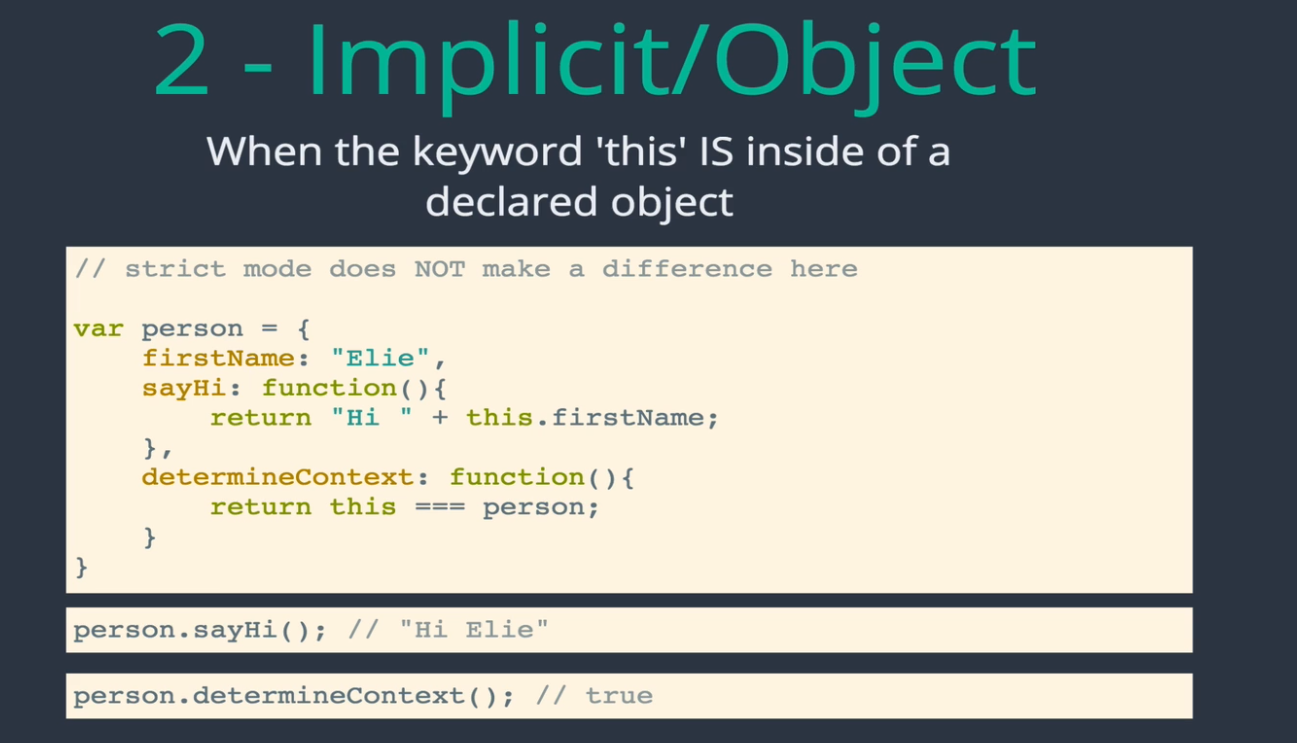 2 - Implicit/Object
When the keyword 'this' IS inside of a
declared object
// strict mode does NOT make a difference here
var person = {
    firstName: "Elie",
    sayHi: function(){
        return "Hi " + this.firstName;
    },
    determineContext: function(){
        return this === person;
    }
}
person.sayHi(); // "Hi Elie"
person.determineContext(); // true